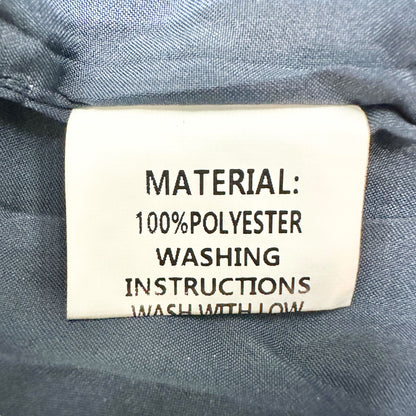 MATERIAL:
100%POLYESTER
WASHING
INSTRUCTIONS
WASH WITH LOW